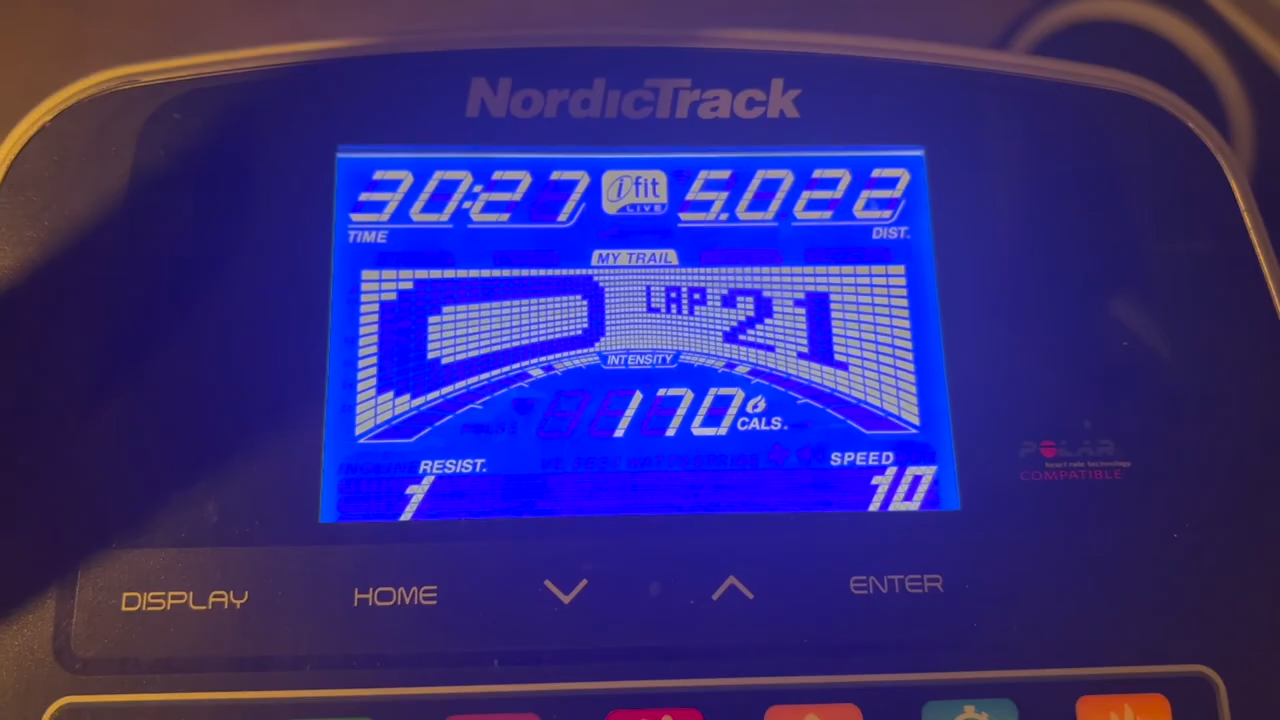 NordicTrack
30:27 ifit LIVE 5.022
TIME DIST.
MY TRAIL
LAP 21
INTENSITY
170 CALS.
RESIST. SPEED
1 10
POLAR
heart rate technology
COMPATIBLE
DISPLAY HOME ENTER